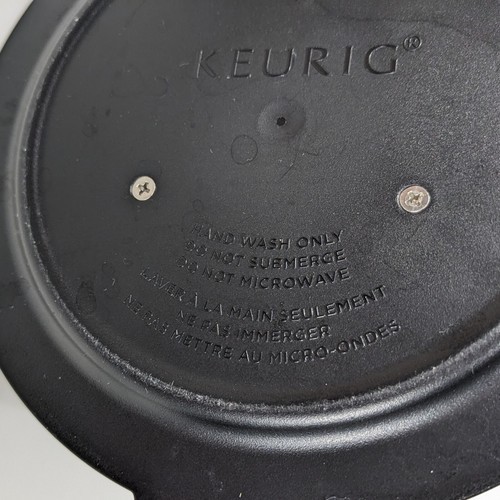 KEURIG®
HAND WASH ONLY
DO NOT SUBMERGE
DO NOT MICROWAVE
LAVER À LA MAIN SEULEMENT
NE PAS IMMERGER
NE PAS METTRE AU MICRO-ONDES